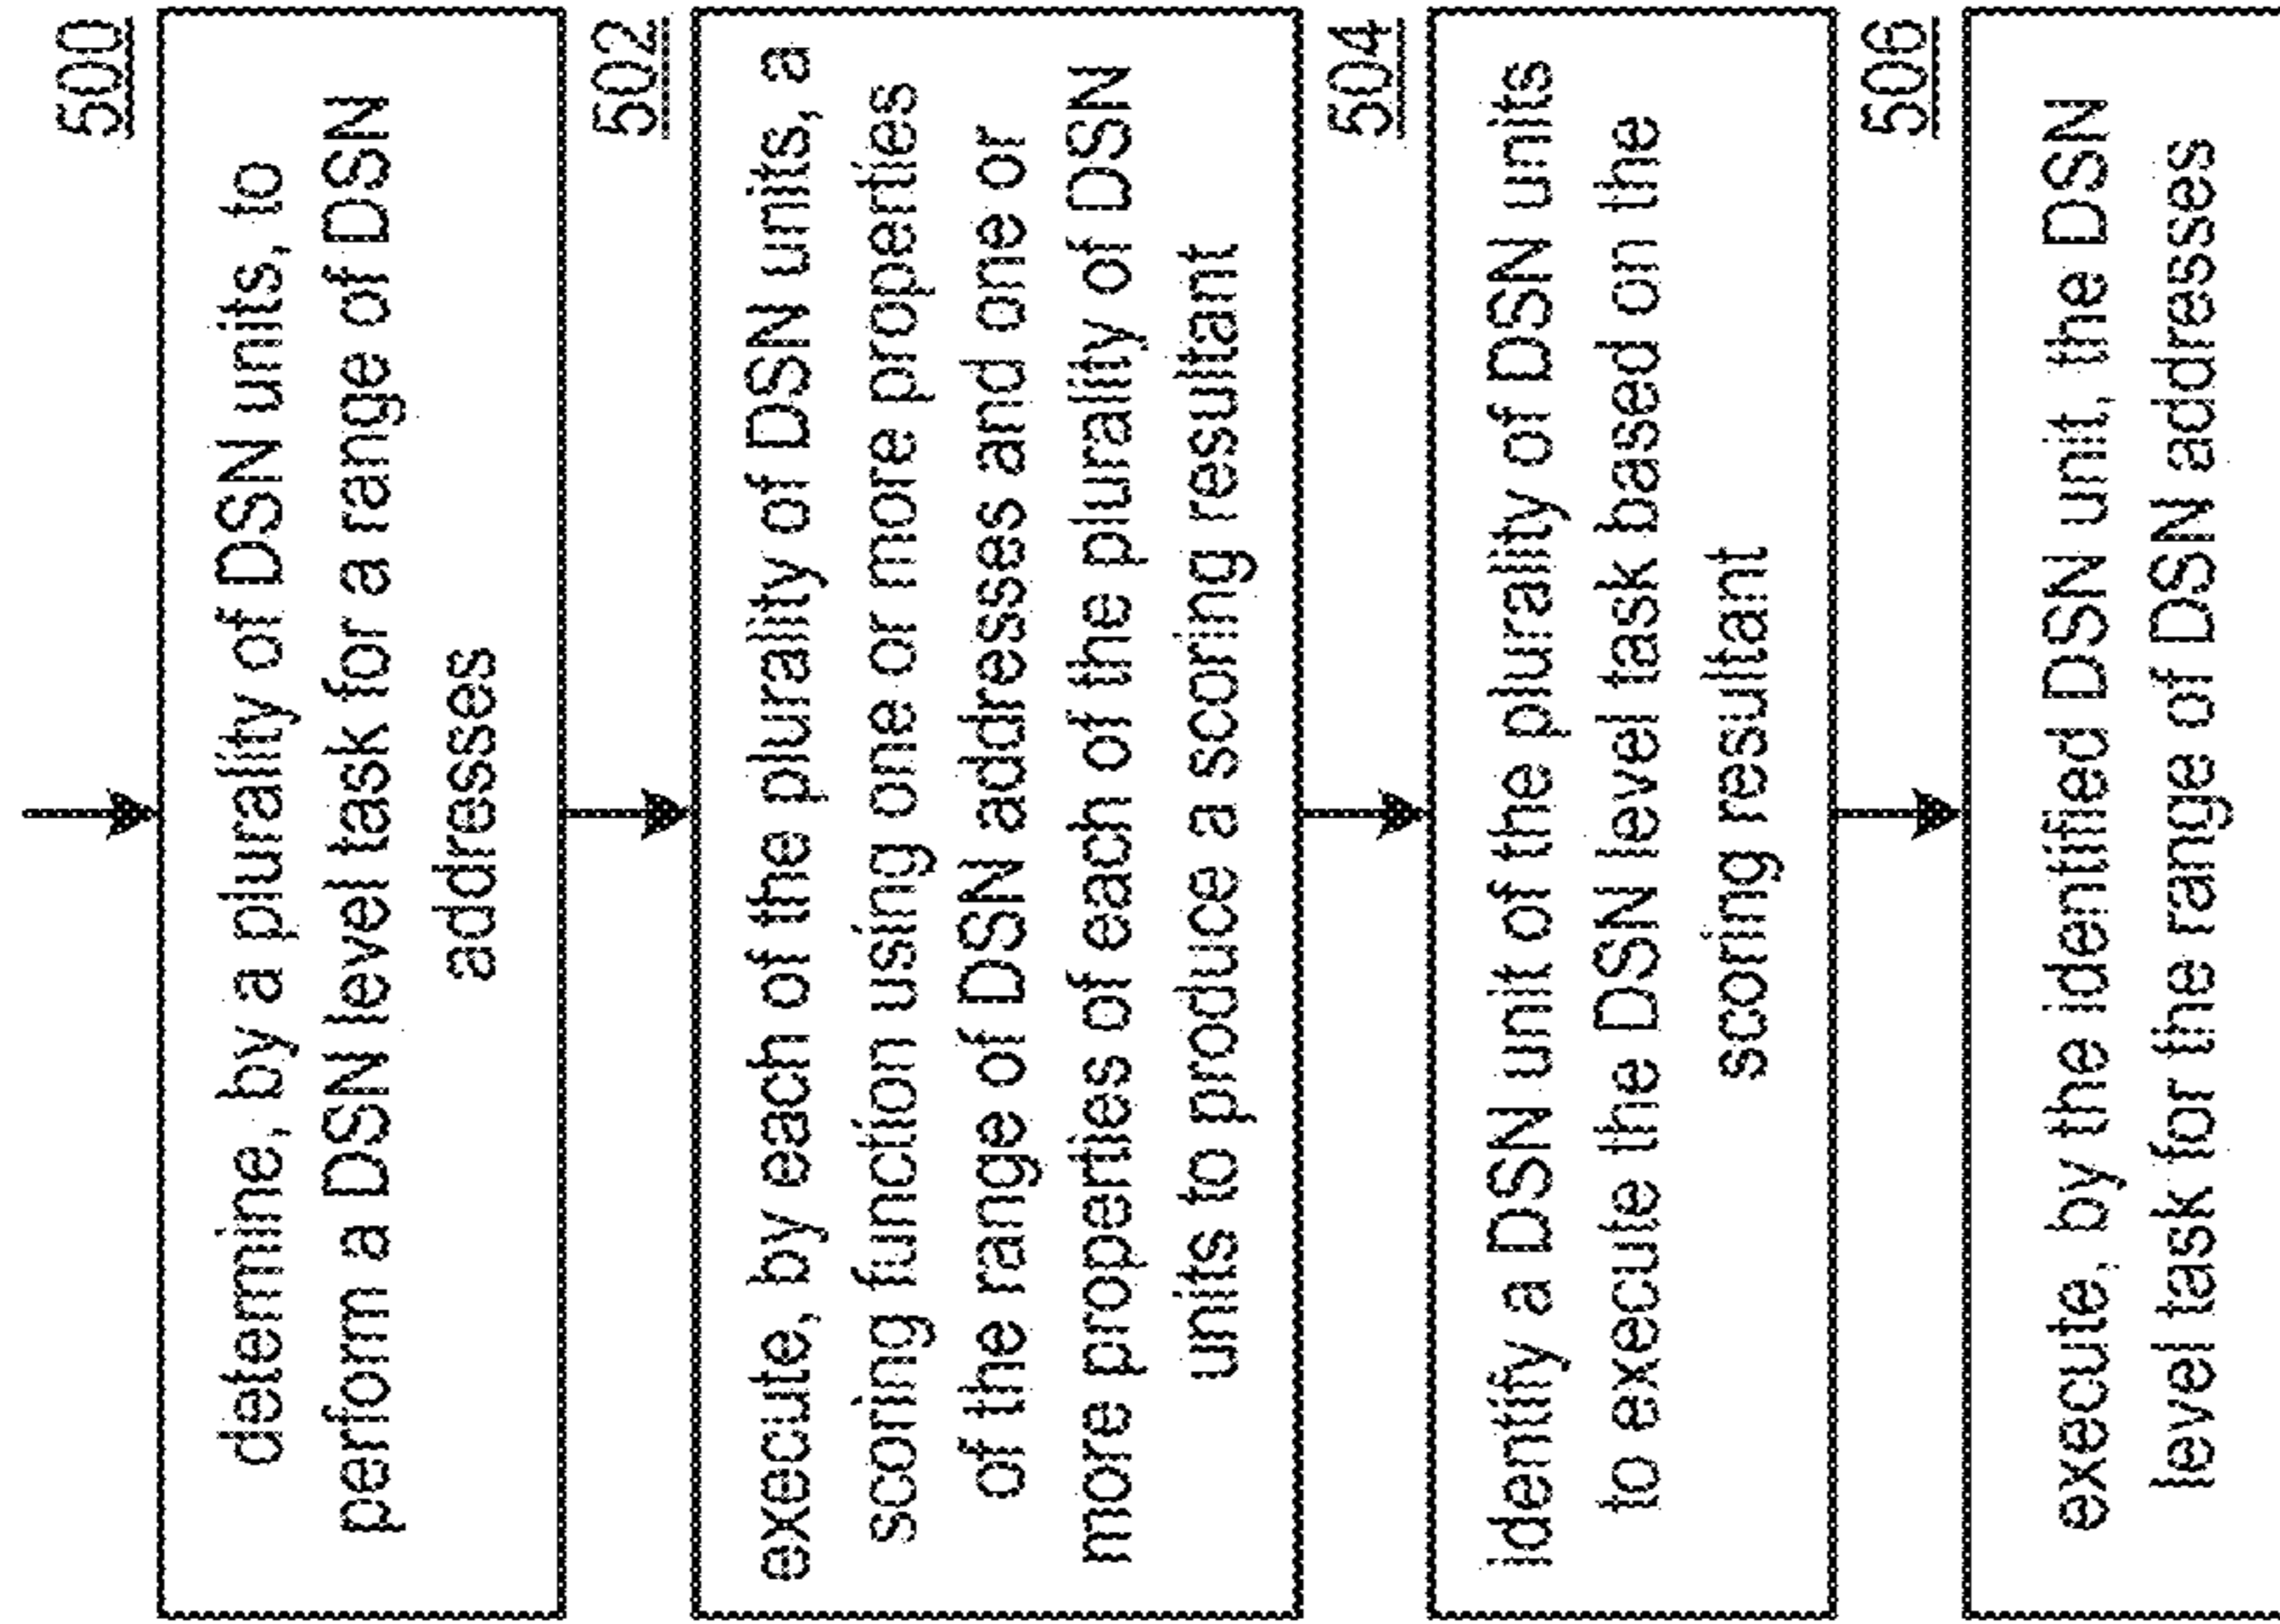 500
determine, by a plurality of DSN units, to
perform a DSN level task for a range of DSN
addresses
502
execute, by each of the plurality of DSN units, a
scoring function using one or more properties
of the range of DSN addresses and one or
more properties of each of the plurality of DSN
units to produce a scoring resultant
504
identify a DSN unit of the plurality of DSN units
to execute the DSN level task based on the
scoring resultant
506
execute, by the identified DSN unit, the DSN
level task for the range of DSN addresses